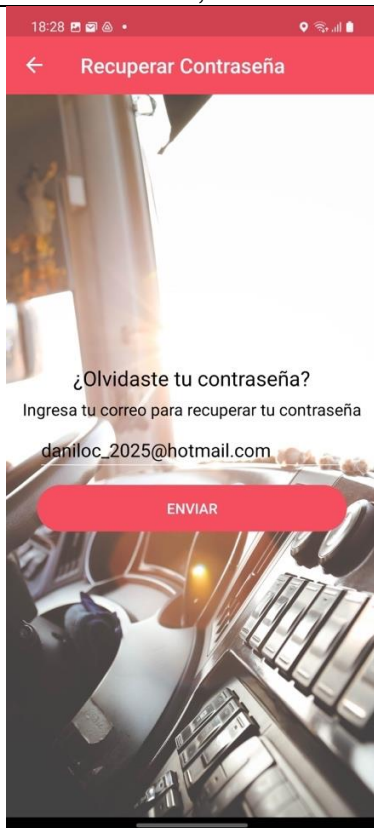 18:28
Recuperar Contraseña
¿Olvidaste tu contraseña?
Ingresa tu correo para recuperar tu contraseña
daniloc_2025@hotmail.com
ENVIAR